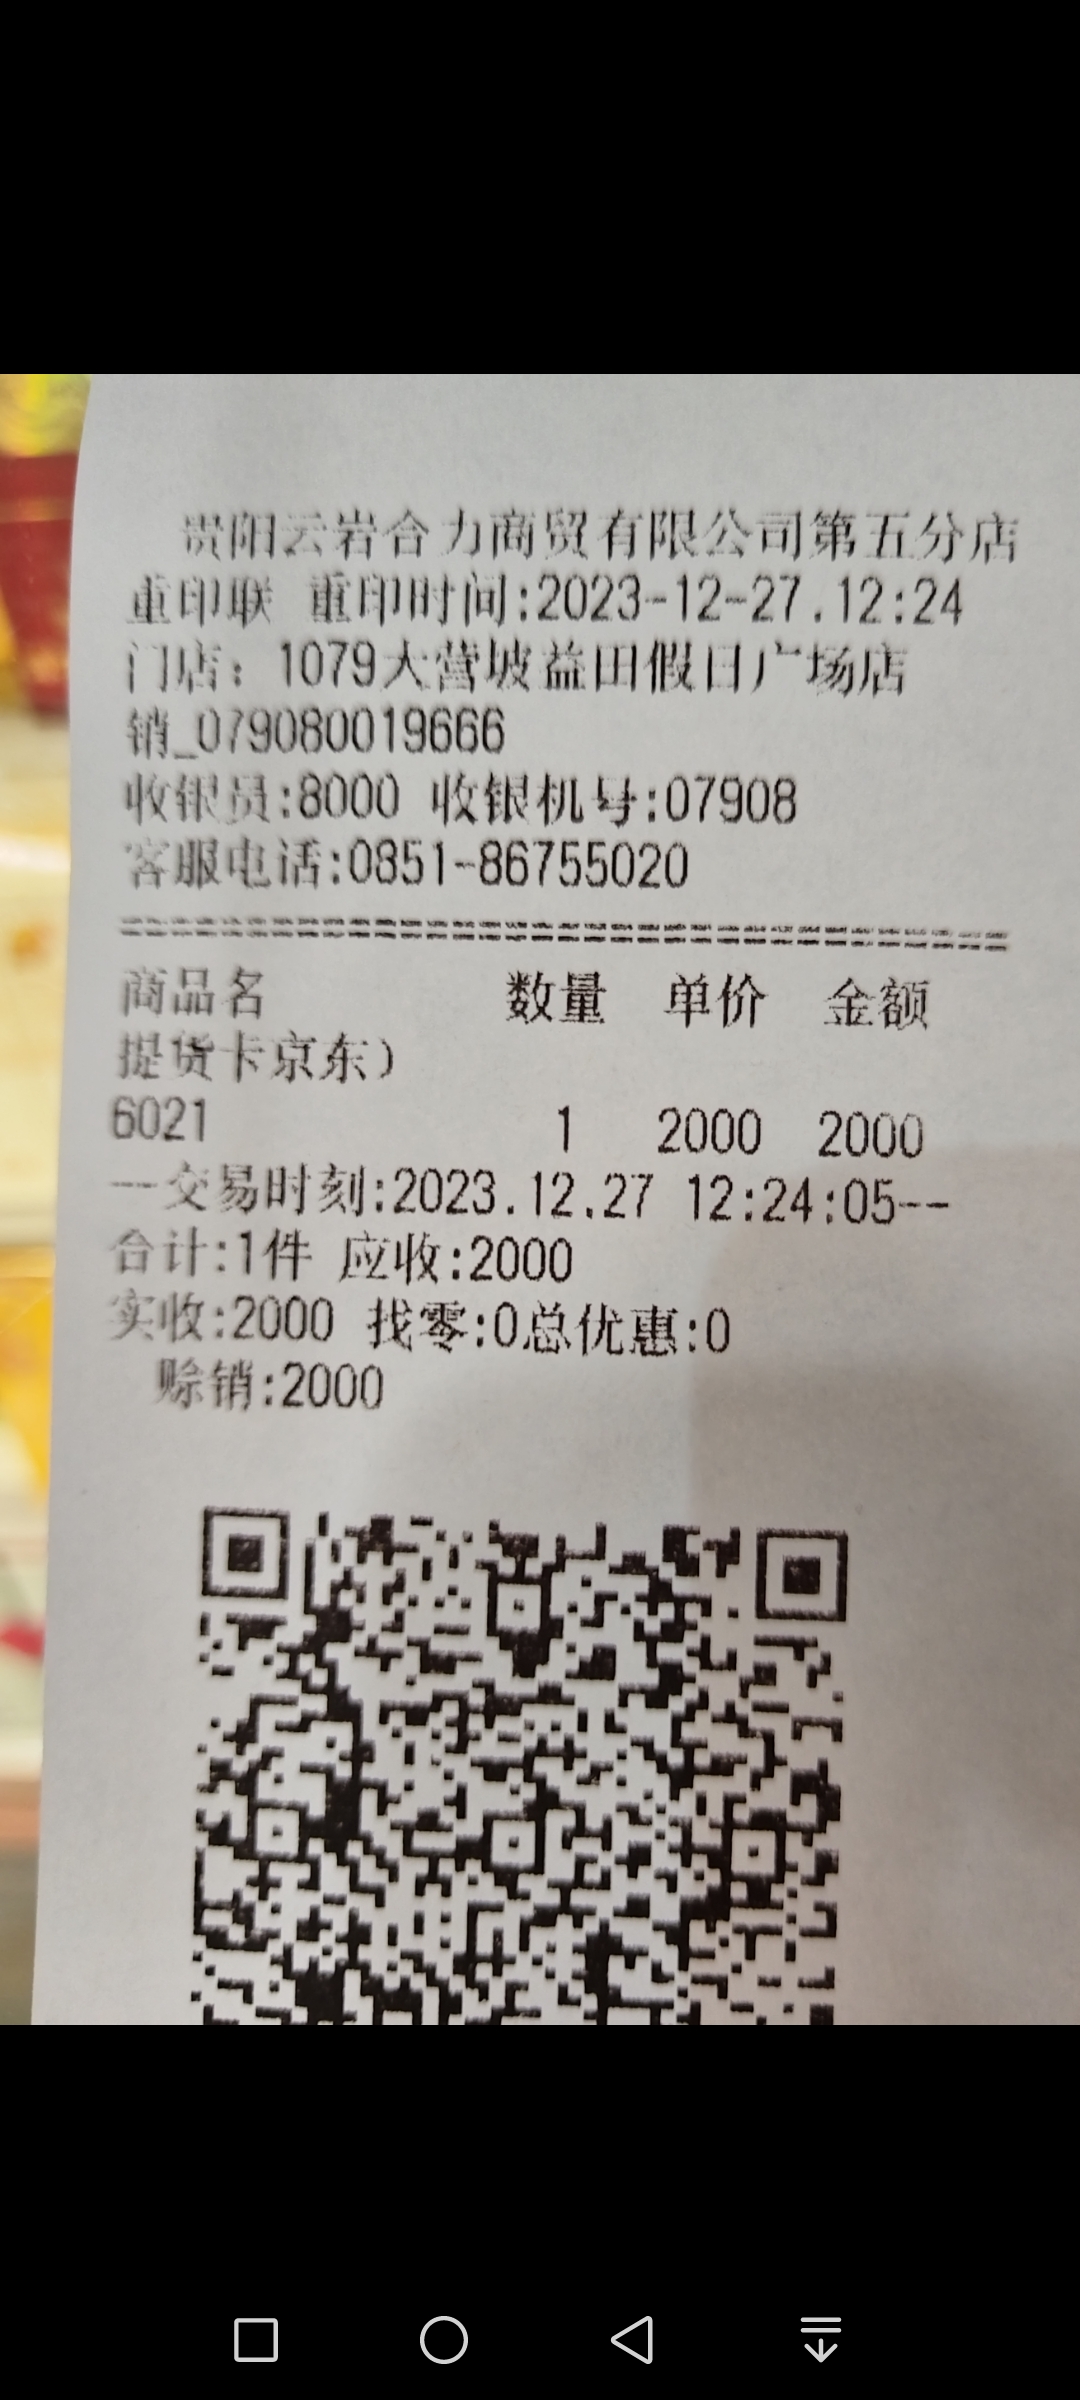 贵阳云岩合力商贸有限公司第五分店
重印联 重印时间:2023-12-27.12:24
门店: 1079大营坡益田假日广场店
销_079080019666
收银员:8000 收银机号:07908
客服电话:0851-86755020
商品名 数量 单价 金额
提货卡京东)
6021 1 2000 2000
--交易时刻:2023.12.27 12:24:05--
合计:1件 应收:2000
实收:2000 找零:0总优惠:0
赊销:2000